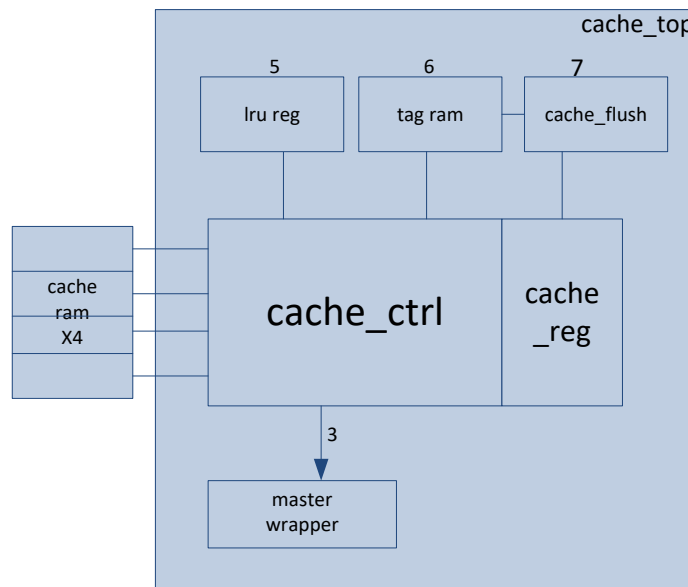 cache_top
5
6
7
lru reg
tag ram
cache_flush
cache
ram
X4
cache_ctrl
cache
_reg
3
master
wrapper